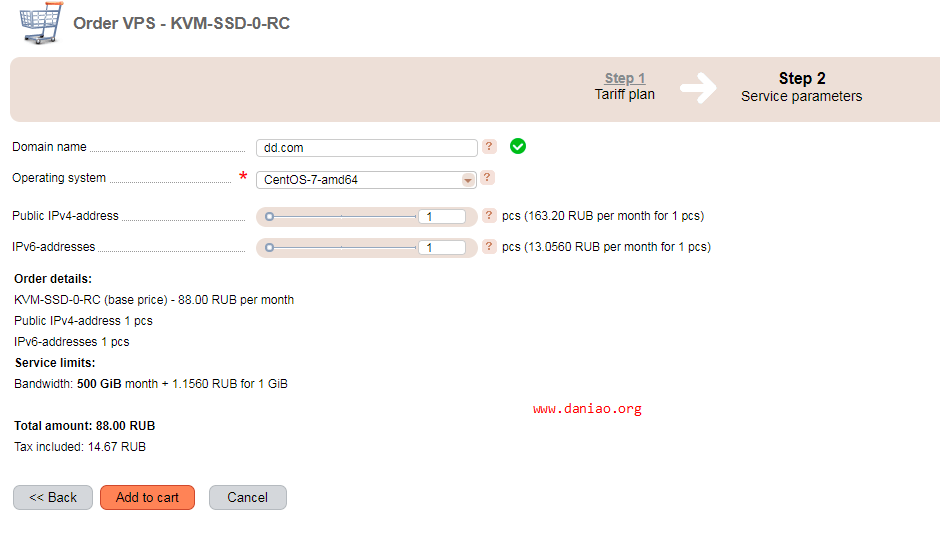 Order VPS - KVM-SSD-0-RC
Step 1
Tariff plan
Step 2
Service parameters
Domain name
dd.com
?
Operating system
*
CentOS-7-amd64
?
Public IPv4-address
1
?
pcs (163.20 RUB per month for 1 pcs)
IPv6-addresses
1
?
pcs (13.0560 RUB per month for 1 pcs)
Order details:
KVM-SSD-0-RC (base price) - 88.00 RUB per month
Public IPv4-address 1 pcs
IPv6-addresses 1 pcs
Service limits:
Bandwidth: 500 GiB month + 1.1560 RUB for 1 GiB
www.daniao.org
Total amount: 88.00 RUB
Tax included: 14.67 RUB
<< Back
Add to cart
Cancel